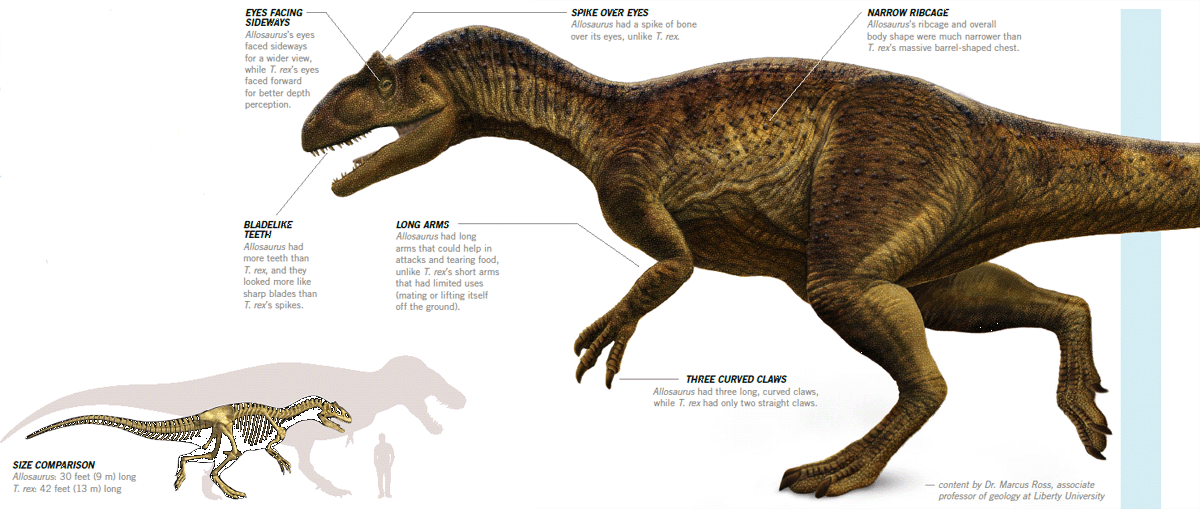 EYES FACING
SIDEWAYS
Allosaurus's eyes
faced sideways
for a wider view,
while T. rex's eyes
faced forward
for better depth
perception.
SPIKE OVER EYES
Allosaurus had a spike of bone
over its eyes, unlike T. rex.
NARROW RIBCAGE
Allosaurus's ribcage and overall
body shape were much narrower than
T. rex's massive barrel-shaped chest.
BLADELIKE
TEETH
Allosaurus had
more teeth than
T. rex, and they
looked more like
sharp blades than
T. rex's spikes.
LONG ARMS
Allosaurus had long
arms that could help in
attacks and tearing food,
unlike T. rex's short arms
that had limited uses
(mating or lifting itself
off the ground).
THREE CURVED CLAWS
Allosaurus had three long, curved claws,
while T. rex had only two straight claws.
SIZE COMPARISON
Allosaurus: 30 feet (9 m) long
T. rex: 42 feet (13 m) long
— content by Dr. Marcus Ross, associate
professor of geology at Liberty University